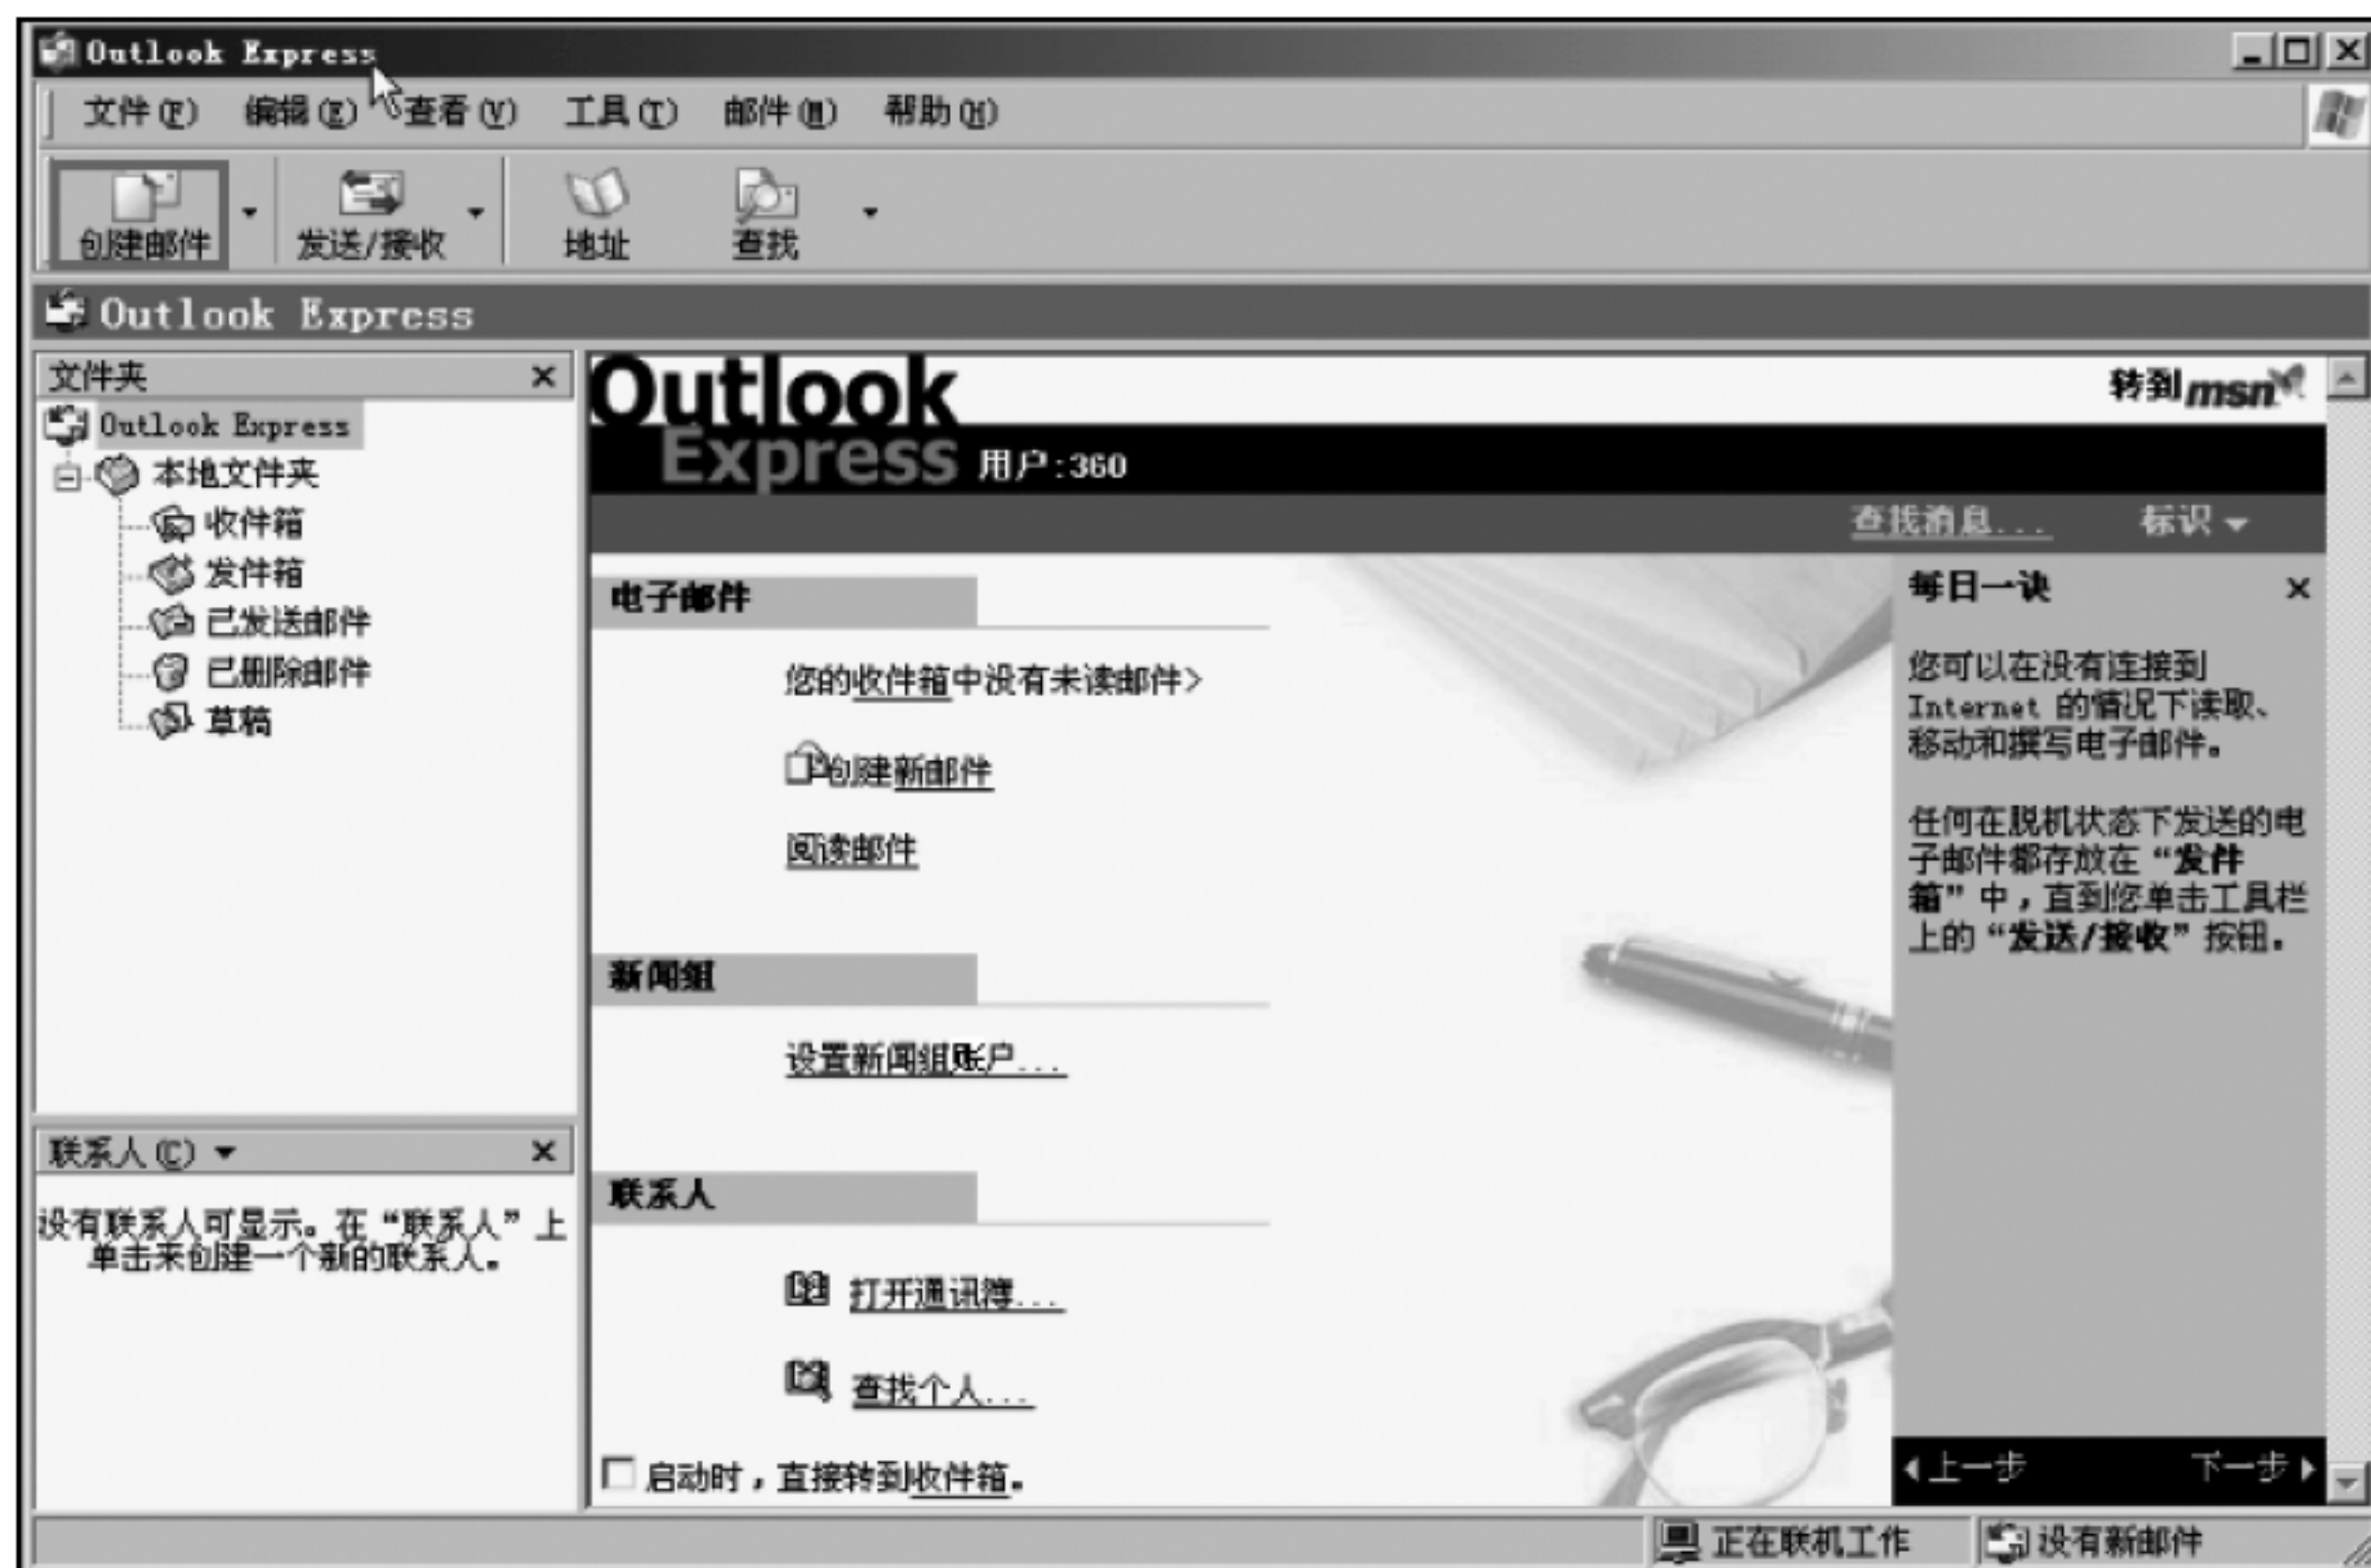 Outlook Express
文件(F) 编辑(E) 查看(V) 工具(T) 邮件(M) 帮助(H)
创建邮件 发送/接收 地址 查找
Outlook Express
文件夹
Outlook Express
本地文件夹
收件箱
发件箱
已发送邮件
已删除邮件
草稿
联系人(C)
没有联系人可显示。在“联系人”上
单击来创建一个新的联系人。
Outlook
Express 用户:360
转到 msn
查找消息... 标识
电子邮件
您的收件箱中没有未读邮件>
创建新邮件
阅读邮件
新闻组
设置新闻组账户...
联系人
打开通讯簿...
查找个人...
启动时，直接转到收件箱。
每日一诀
您可以在没有连接到
Internet 的情况下读取、
移动和撰写电子邮件。
任何在脱机状态下发送的电
子邮件都存放在“发件
箱”中，直到您单击工具栏
上的“发送/接收”按钮。
上一步 下一步
正在联机工作 没有新邮件